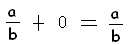 a/b + 0 = a/b